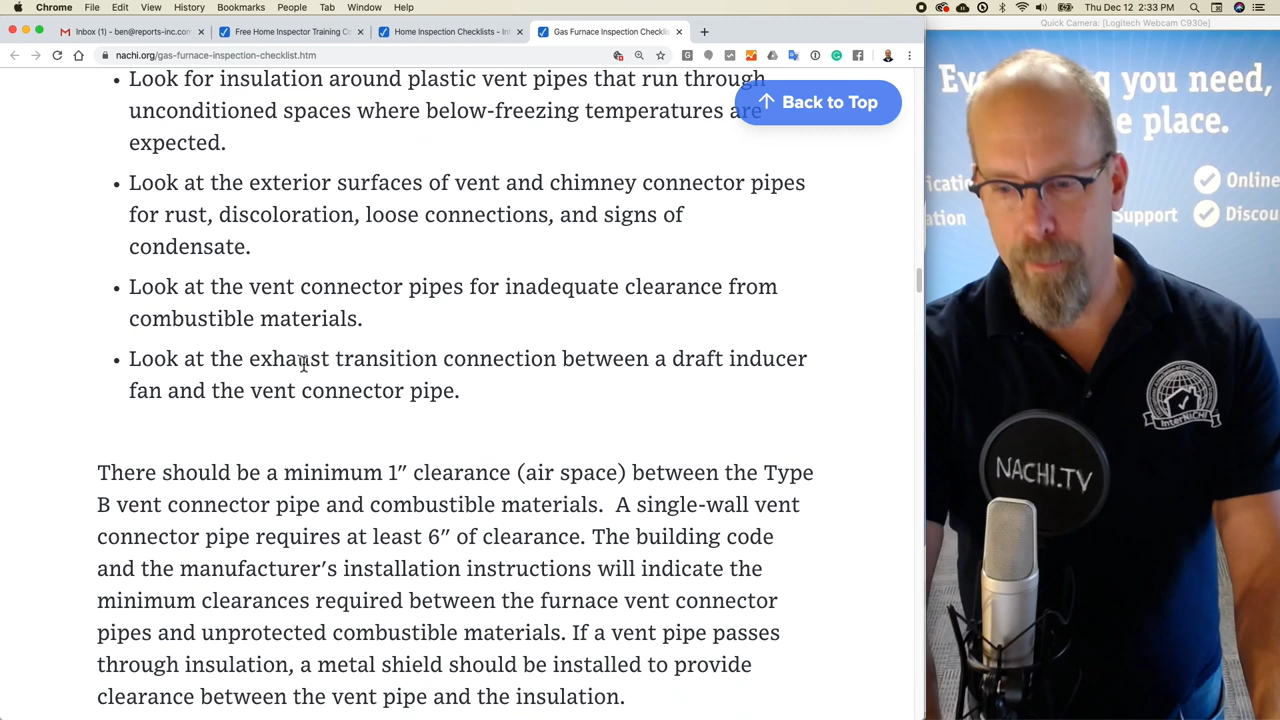 Chrome File Edit View History Bookmarks People Tab Window Help Thu Dec 12 2:33 PM
Quick Camera: [Logitech Webcam C930e]
Inbox (1) - ben@reports-inc.com Free Home Inspector Training C Home Inspection Checklists - In Gas Furnace Inspection Checkli
nachi.org/gas-furnace-inspection-checklist.htm
Back to Top
• Look for insulation around plastic vent pipes that run through
unconditioned spaces where below-freezing temperatures are
expected.
• Look at the exterior surfaces of vent and chimney connector pipes
for rust, discoloration, loose connections, and signs of
condensate.
• Look at the vent connector pipes for inadequate clearance from
combustible materials.
• Look at the exhaust transition connection between a draft inducer
fan and the vent connector pipe.
There should be a minimum 1″ clearance (air space) between the Type
B vent connector pipe and combustible materials. A single-wall vent
connector pipe requires at least 6″ of clearance. The building code
and the manufacturer's installation instructions will indicate the
minimum clearances required between the furnace vent connector
pipes and unprotected combustible materials. If a vent pipe passes
through insulation, a metal shield should be installed to provide
clearance between the vent pipe and the insulation.
you need,
place.
Online
Support
Discou
InterNACHI
NACHI.TV